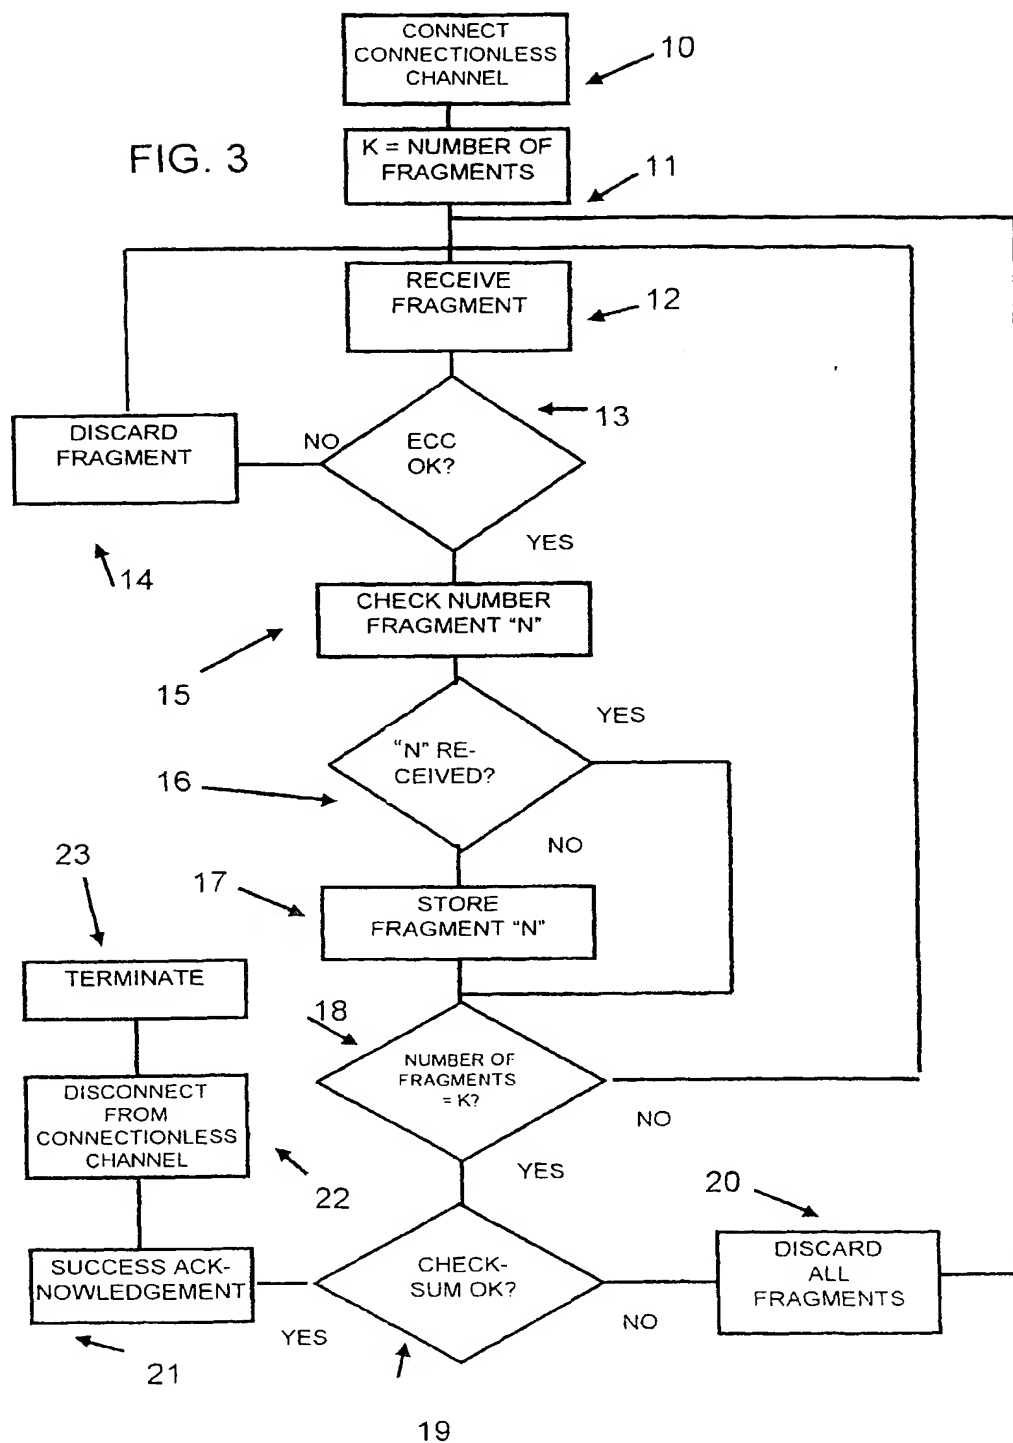 CONNECT
CONNECTIONLESS
CHANNEL
10
FIG. 3
K = NUMBER OF
FRAGMENTS
11
RECEIVE
FRAGMENT
12
13
ECC
OK?
NO
DISCARD
FRAGMENT
14
YES
CHECK NUMBER
FRAGMENT "N"
15
"N" RE-
CEIVED?
YES
16
NO
23
17
STORE
FRAGMENT "N"
TERMINATE
18
NUMBER OF
FRAGMENTS
= K?
NO
DISCONNECT
FROM
CONNECTIONLESS
CHANNEL
22
YES
20
SUCCESS ACK-
NOWLEDGEMENT
21
YES
CHECK-
SUM OK?
NO
DISCARD
ALL
FRAGMENTS
19